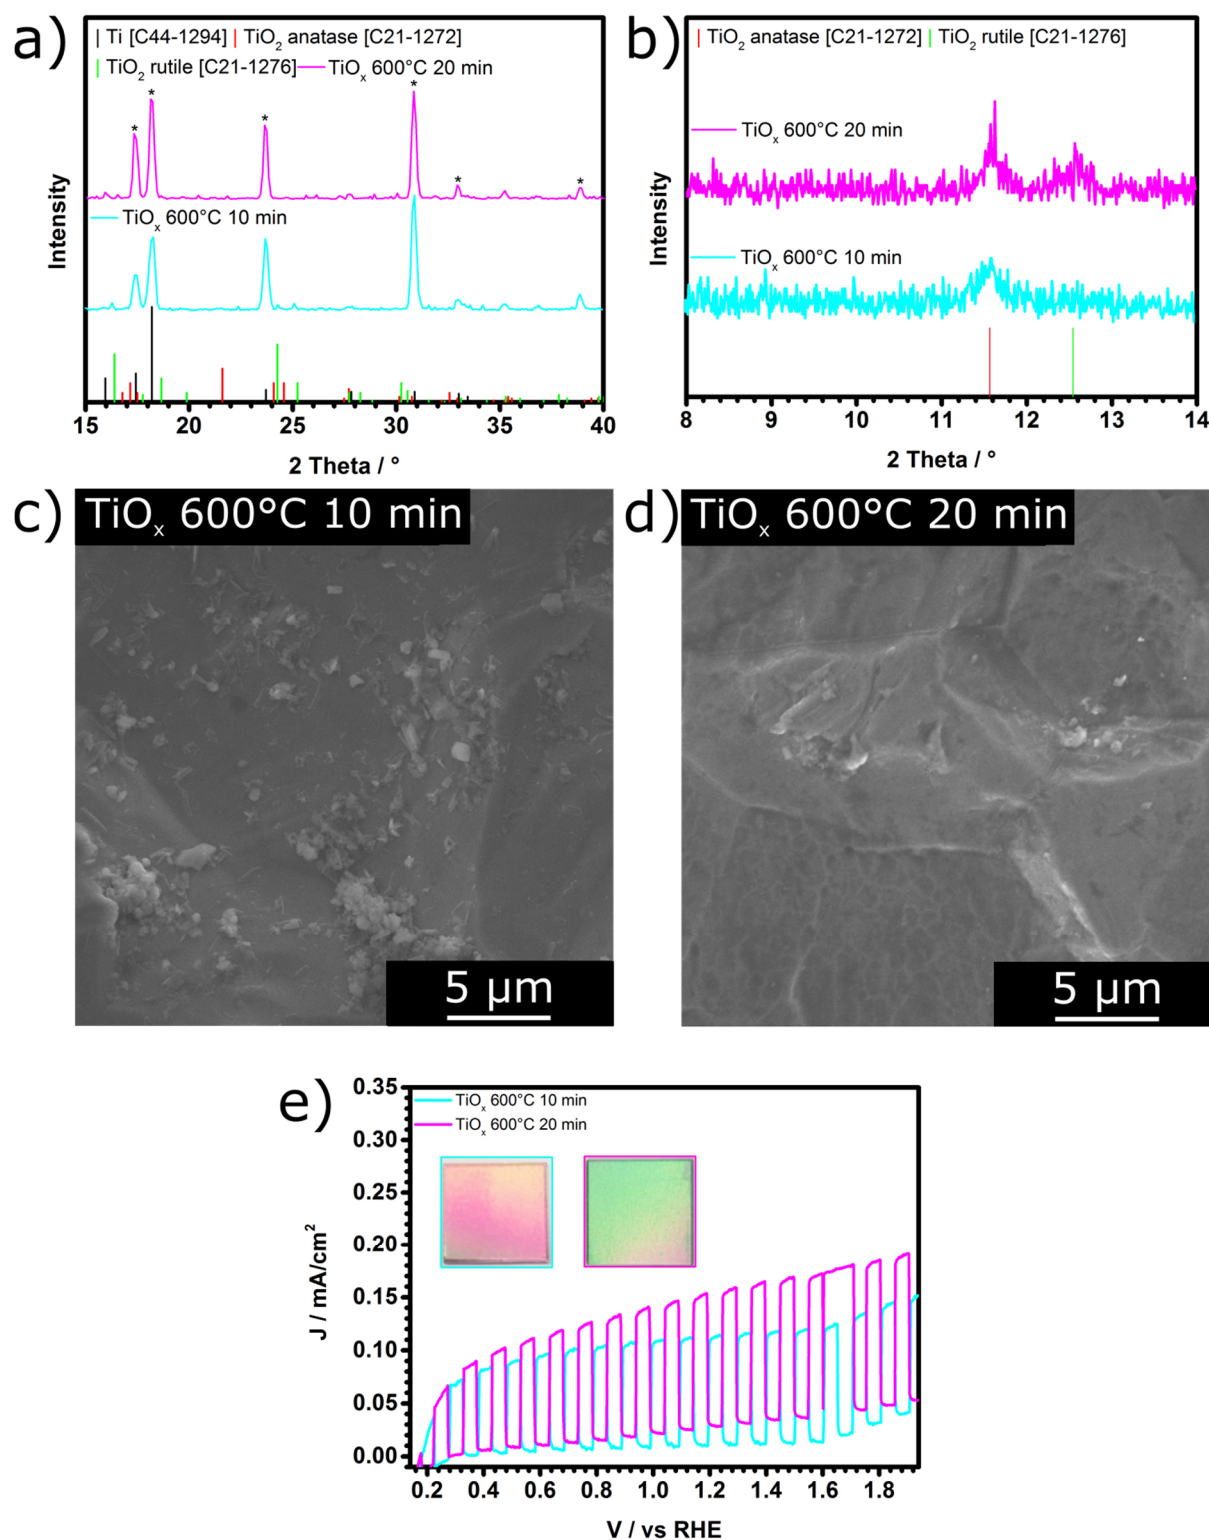 a)
Ti [C44-1294] TiO₂ anatase [C21-1272]
TiO₂ rutile [C21-1276] TiOₓ 600°C 20 min
* * * * * *
TiOₓ 600°C 10 min
Intensity
15 20 25 30 35 40
2 Theta / °
b)
TiO₂ anatase [C21-1272] TiO₂ rutile [C21-1276]
TiOₓ 600°C 20 min
TiOₓ 600°C 10 min
Intensity
8 9 10 11 12 13 14
2 Theta / °
c)
TiOₓ 600°C 10 min
5 μm
d)
TiOₓ 600°C 20 min
5 μm
e)
TiOₓ 600°C 10 min
TiOₓ 600°C 20 min
0.35
0.30
0.25
0.20
0.15
0.10
0.05
0.00
J / mA/cm²
0.2 0.4 0.6 0.8 1.0 1.2 1.4 1.6 1.8
V / vs RHE